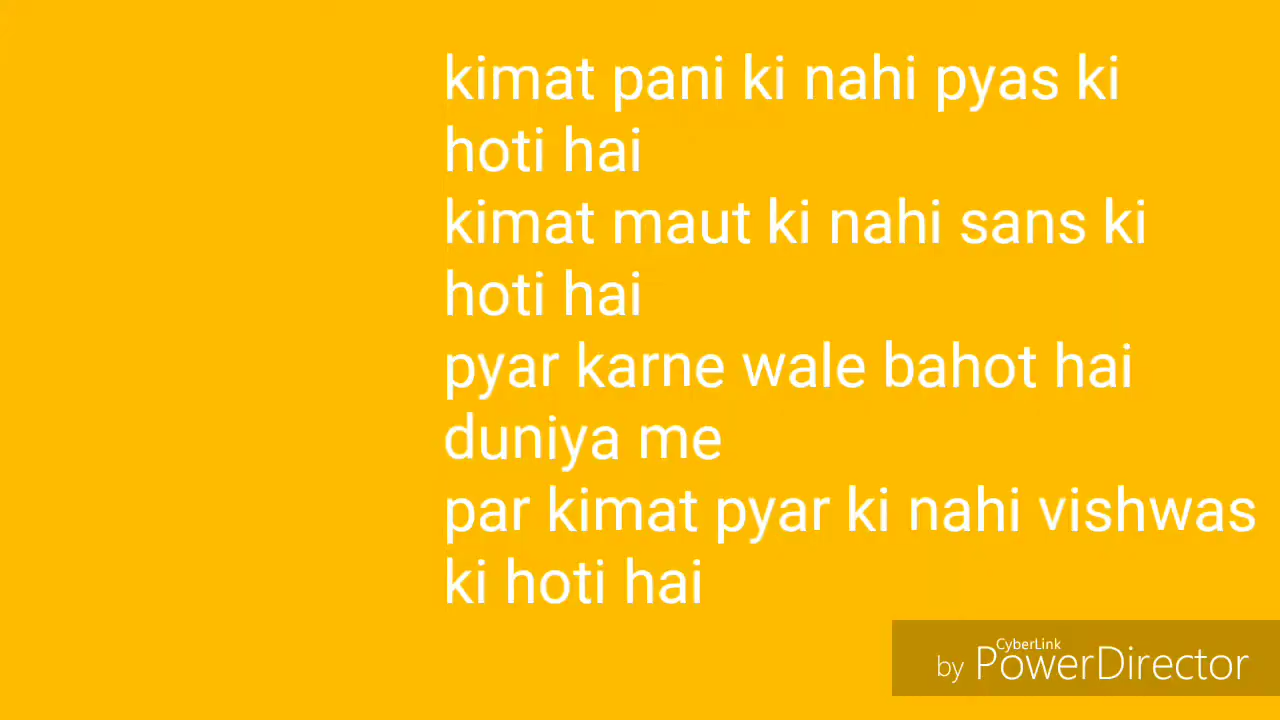 kimat pani ki nahi pyas ki
hoti hai
kimat maut ki nahi sans ki
hoti hai
pyar karne wale bahot hai
duniya me
par kimat pyar ki nahi vishwas
ki hoti hai
CyberLink
by PowerDirector